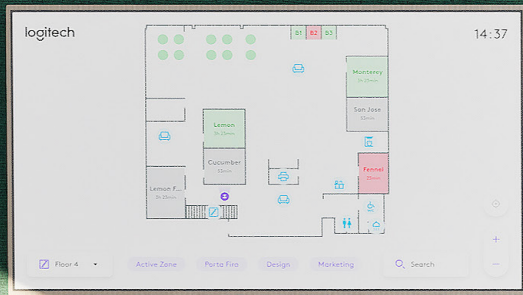 logitech
14:37
B1 B2 B3
Monterey
San Jose
Lemon
Cucumber
Fennel
Lemon F...
Floor 4
Active Zone
Porta Fira
Design
Marketing
Search